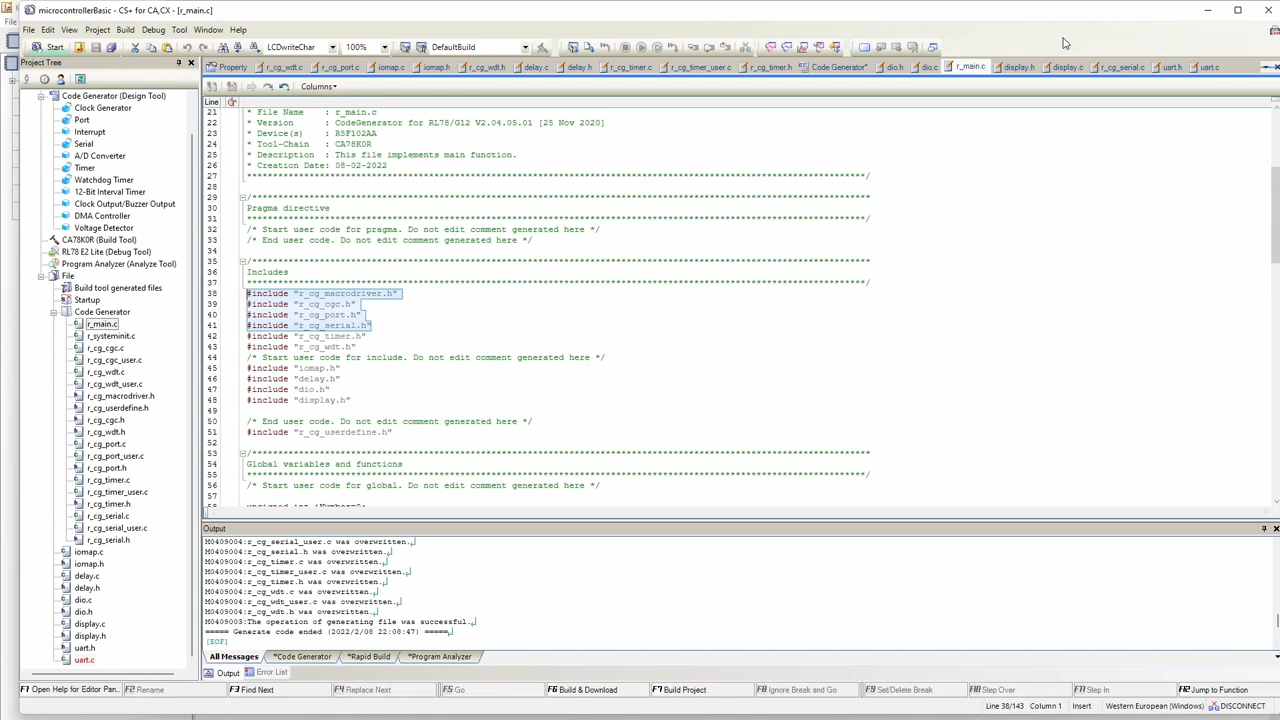 microcontrollerBasic - CS+ for CA,CX - [r_main.c]
File Edit View Project Build Debug Tool Window Help
Start LCDwriteChar 100% DefaultBuild
Project Tree
Property r_cg_wdt.c r_cg_port.c iomap.c iomap.h r_cg_wdt.h delay.c delay.h r_cg_timer.c r_cg_timer_user.c r_cg_timer.h Code Generator* dio.h dio.c r_main.c display.h display.c r_cg_serial.c uart.h uart.c
Columns
Line
Code Generator (Design Tool)
Clock Generator
Port
Interrupt
Serial
A/D Converter
Timer
Watchdog Timer
12-Bit Interval Timer
Clock Output/Buzzer Output
DMA Controller
Voltage Detector
CA78K0R (Build Tool)
RL78 E2 Lite (Debug Tool)
Program Analyzer (Analyze Tool)
File
Build tool generated files
Startup
Code Generator
r_main.c
r_systeminit.c
r_cg_cgc.c
r_cg_cgc_user.c
r_cg_wdt.c
r_cg_wdt_user.c
r_cg_macrodriver.h
r_cg_userdefine.h
r_cg_cgc.h
r_cg_wdt.h
r_cg_port.c
r_cg_port_user.c
r_cg_port.h
r_cg_timer.c
r_cg_timer_user.c
r_cg_timer.h
r_cg_serial.c
r_cg_serial_user.c
r_cg_serial.h
iomap.c
iomap.h
delay.c
delay.h
dio.c
dio.h
display.c
display.h
uart.h
uart.c
21 * File Name : r_main.c
22 * Version : CodeGenerator for RL78/G12 V2.04.05.01 [25 Nov 2020]
23 * Device(s) : R5F102AA
24 * Tool-Chain : CA78K0R
25 * Description : This file implements main function.
26 * Creation Date: 08-02-2022
27 ***********************************************************************************************************************/
28
29 /***********************************************************************************************************************
30 Pragma directive
31 ***********************************************************************************************************************/
32 /* Start user code for pragma. Do not edit comment generated here */
33 /* End user code. Do not edit comment generated here */
34
35 /***********************************************************************************************************************
36 Includes
37 ***********************************************************************************************************************/
38 #include "r_cg_macrodriver.h"
39 #include "r_cg_cgc.h"
40 #include "r_cg_port.h"
41 #include "r_cg_serial.h"
42 #include "r_cg_timer.h"
43 #include "r_cg_wdt.h"
44 /* Start user code for include. Do not edit comment generated here */
45 #include "iomap.h"
46 #include "delay.h"
47 #include "dio.h"
48 #include "display.h"
50 /* End user code. Do not edit comment generated here */
51 #include "r_cg_userdefine.h"
52
53 /***********************************************************************************************************************
54 Global variables and functions
55 ***********************************************************************************************************************/
56 /* Start user code for global. Do not edit comment generated here */
57
58 unsigned int iNumber=0;
Output
M0409004:r_cg_serial_user.c was overwritten.
M0409004:r_cg_serial.h was overwritten.
M0409004:r_cg_timer.c was overwritten.
M0409004:r_cg_timer_user.c was overwritten.
M0409004:r_cg_timer.h was overwritten.
M0409004:r_cg_wdt.c was overwritten.
M0409004:r_cg_wdt_user.c was overwritten.
M0409004:r_cg_wdt.h was overwritten.
M0409003:The operation of generating file was successful.
===== Generate code ended (2022/2/08 22:08:47) =====
[EOF]
All Messages *Code Generator *Rapid Build *Program Analyzer
Output Error List
F1 Open Help for Editor Pan... F2 Rename F3 Find Next F4 Replace Next F5 Go F6 Build & Download F7 Build Project F8 Ignore Break and Go F9 Set/Delete Break F10 Step Over F11 Step In F12 Jump to Function
Line 38/143 Column 1 Insert Western European (Windows) DISCONNECT